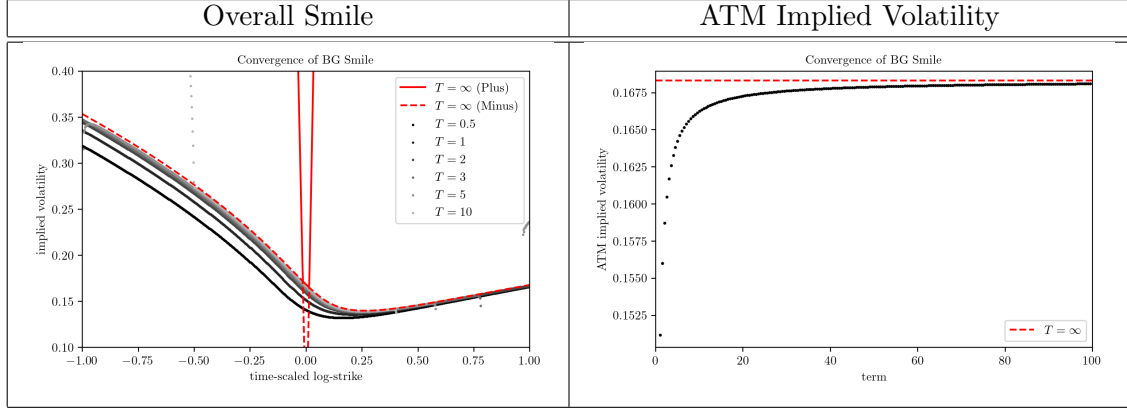 Overall Smile
ATM Implied Volatility
Convergence of BG Smile
0.40
0.35
0.30
0.25
0.20
0.15
0.10
implied volatility
−1.00
−0.75
−0.50
−0.25
0.00
0.25
0.50
0.75
1.00
time-scaled log-strike
T = ∞ (Plus)
T = ∞ (Minus)
T = 0.5
T = 1
T = 2
T = 3
T = 5
T = 10
Convergence of BG Smile
0.1675
0.1650
0.1625
0.1600
0.1575
0.1550
0.1525
ATM implied volatility
0
20
40
60
80
100
term
T = ∞